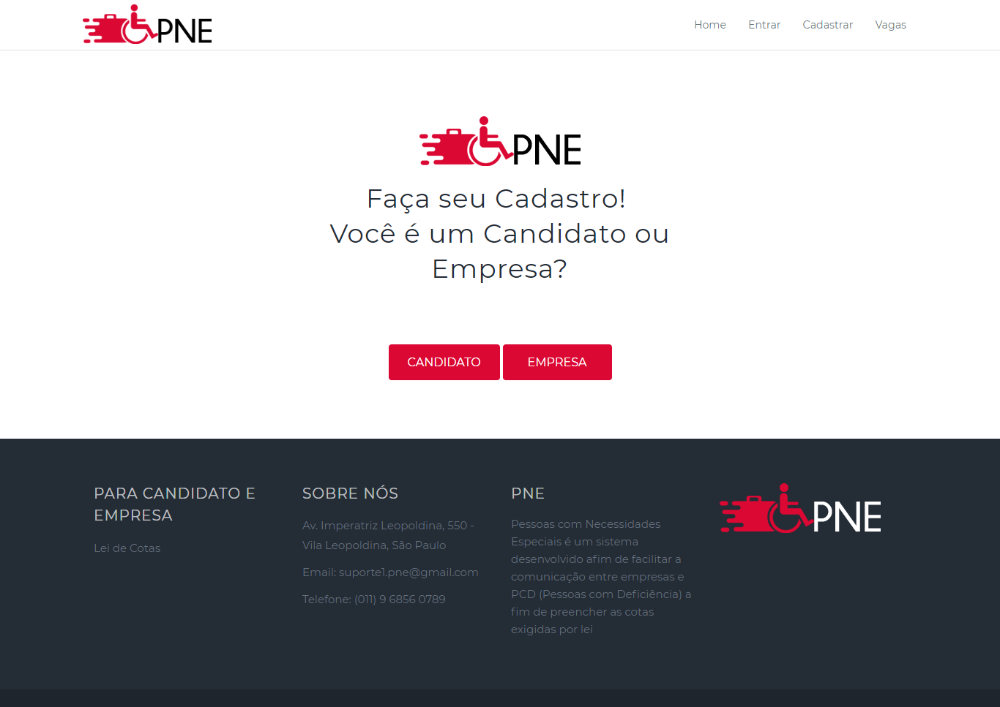 PNE
Home
Entrar
Cadastrar
Vagas
PNE
Faça seu Cadastro!
Você é um Candidato ou
Empresa?
CANDIDATO
EMPRESA
PARA CANDIDATO E
EMPRESA
Lei de Cotas
SOBRE NÓS
Av. Imperatriz Leopoldina, 550 -
Vila Leopoldina, São Paulo
Email: suporte1.pne@gmail.com
Telefone: (011) 9 6856 0789
PNE
Pessoas com Necessidades
Especiais é um sistema
desenvolvido afim de facilitar a
comunicação entre empresas e
PCD (Pessoas com Deficiência) a
fim de preencher as cotas
exigidas por lei
PNE